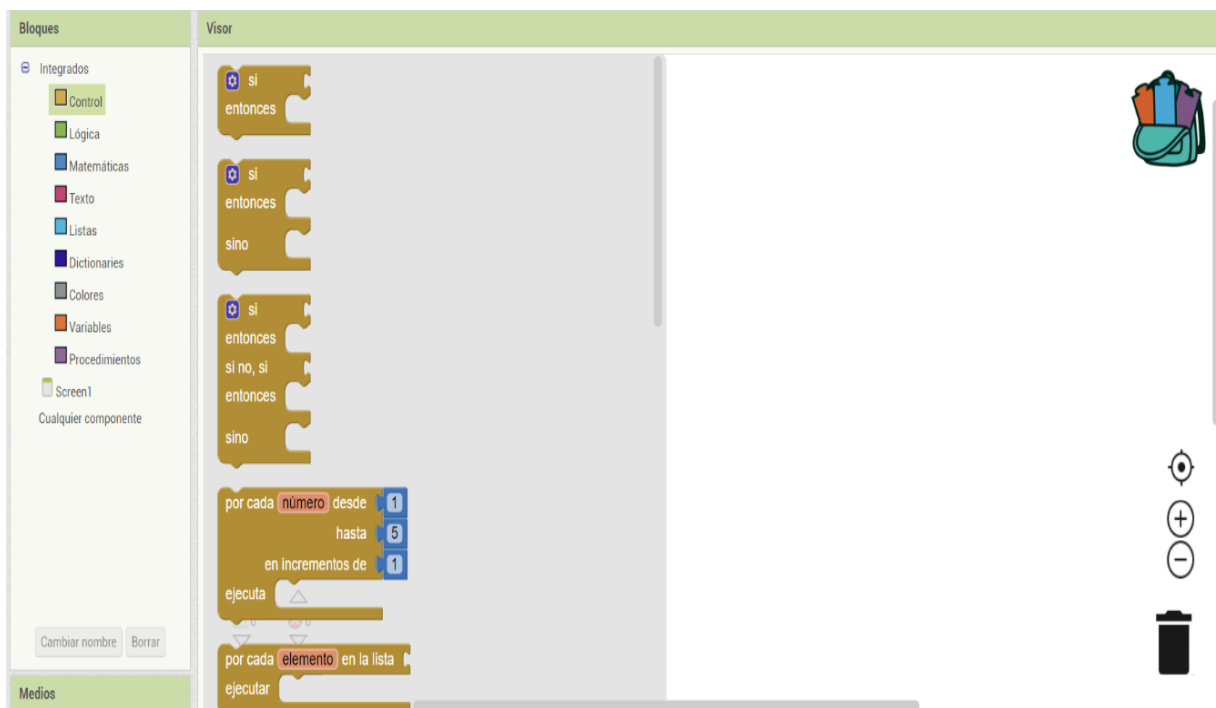 Bloques
Visor
Integrados
Control
Lógica
Matemáticas
Texto
Listas
Dictionaries
Colores
Variables
Procedimientos
Screen1
Cualquier componente
Cambiar nombre Borrar
Medios
si
entonces
si
entonces
sino
si
entonces
si no, si
entonces
sino
por cada número desde 1
hasta 5
en incrementos de 1
ejecuta
0 0
por cada elemento en la lista
ejecutar